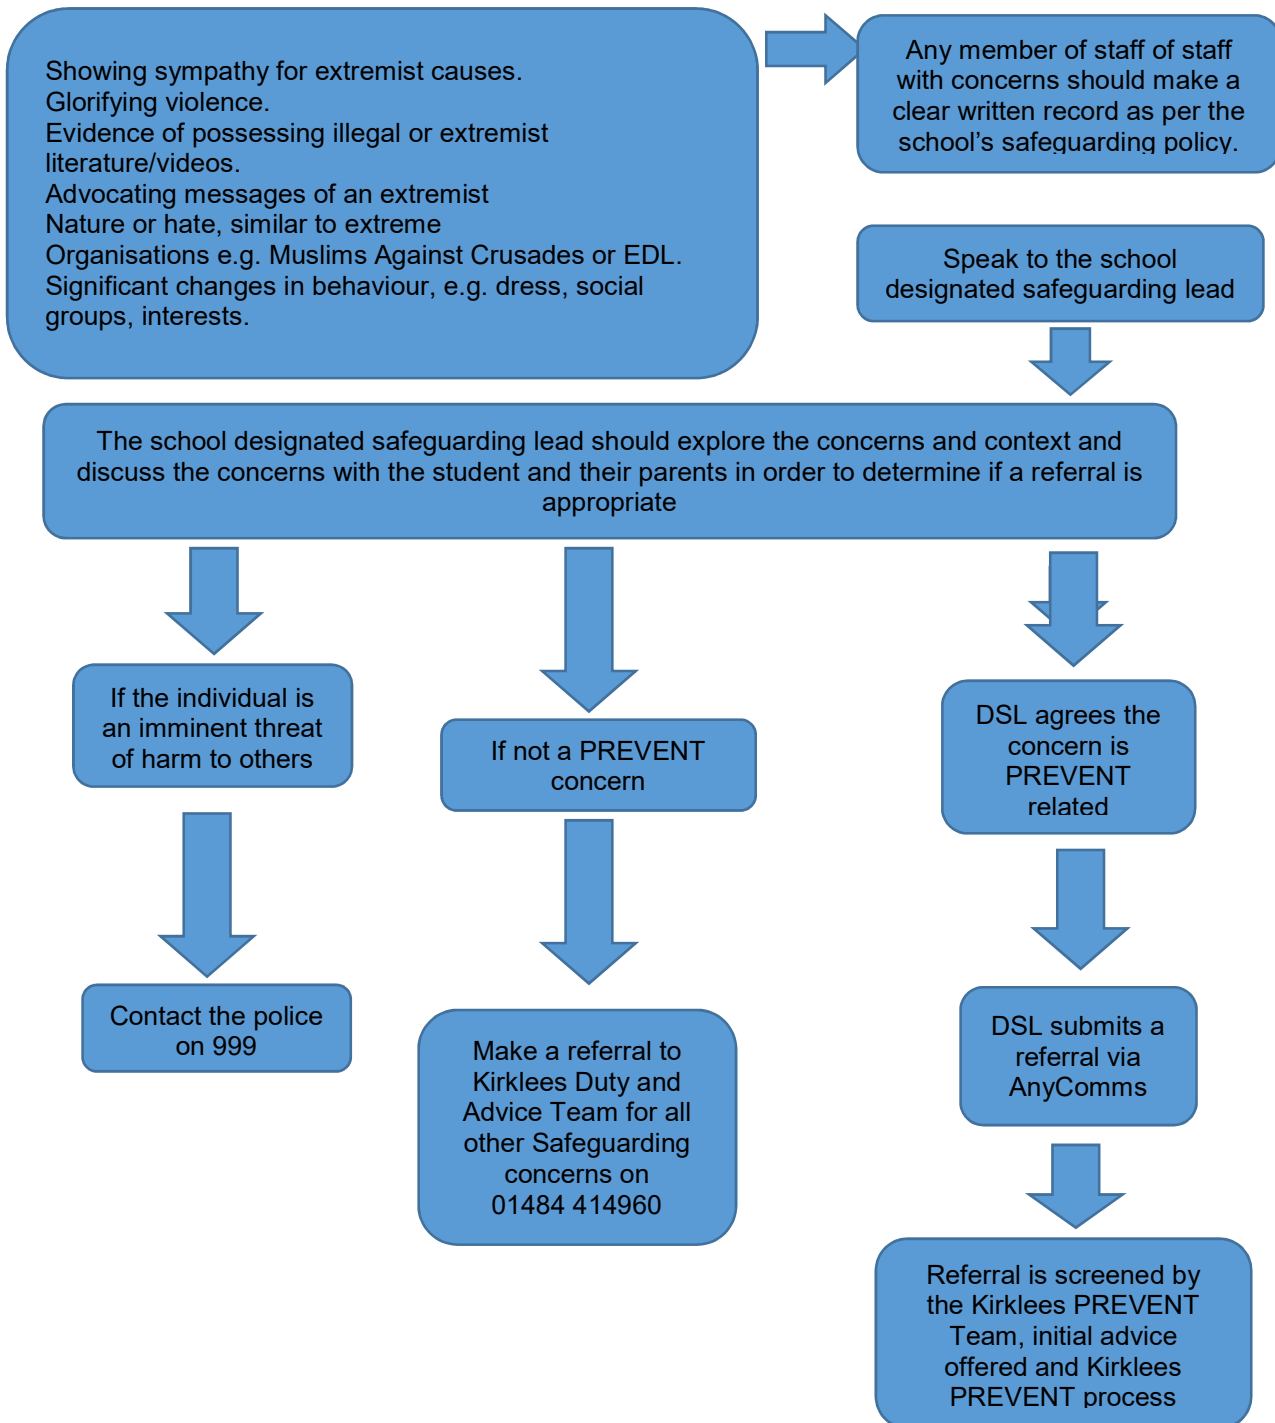 Showing sympathy for extremist causes.
Glorifying violence.
Evidence of possessing illegal or extremist
literature/videos.
Advocating messages of an extremist
Nature or hate, similar to extreme
Organisations e.g. Muslims Against Crusades or EDL.
Significant changes in behaviour, e.g. dress, social
groups, interests.
Any member of staff of staff
with concerns should make a
clear written record as per the
school’s safeguarding policy.
Speak to the school
designated safeguarding lead
The school designated safeguarding lead should explore the concerns and context and
discuss the concerns with the student and their parents in order to determine if a referral is
appropriate
If the individual is
an imminent threat
of harm to others
Contact the police
on 999
If not a PREVENT
concern
Make a referral to
Kirklees Duty and
Advice Team for all
other Safeguarding
concerns on
01484 414960
DSL agrees the
concern is
PREVENT
related
DSL submits a
referral via
AnyComms
Referral is screened by
the Kirklees PREVENT
Team, initial advice
offered and Kirklees
PREVENT process